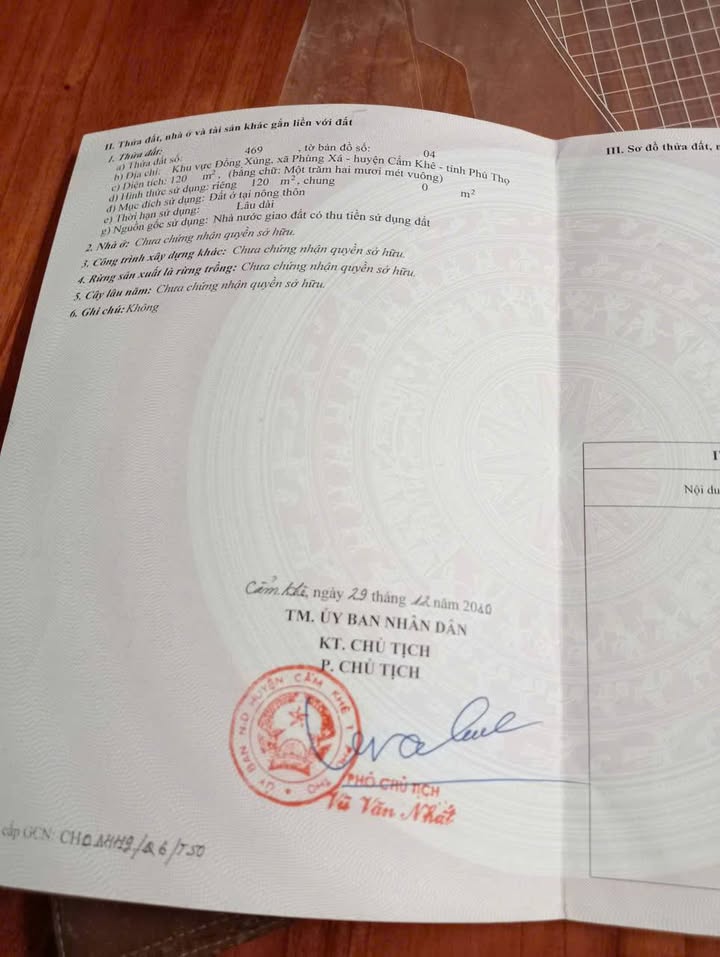 II. Thửa đất, nhà ở và tài sản khác gắn liền với đất
1. Thửa đất:
a) Thửa đất số: 469 , tờ bản đồ số: 04
b) Địa chỉ: Khu vực Đồng Xúng, xã Phùng Xá - huyện Cẩm Khê - tỉnh Phú Thọ
c) Diện tích: 120 m², (bằng chữ: Một trăm hai mươi mét vuông)
d) Hình thức sử dụng: riêng 120 m², chung 0 m²
đ) Mục đích sử dụng: Đất ở tại nông thôn
e) Thời hạn sử dụng: Lâu dài
g) Nguồn gốc sử dụng: Nhà nước giao đất có thu tiền sử dụng đất
2. Nhà ở: Chưa chứng nhận quyền sở hữu.
3. Công trình xây dựng khác: Chưa chứng nhận quyền sở hữu.
4. Rừng sản xuất là rừng trồng: Chưa chứng nhận quyền sở hữu.
5. Cây lâu năm: Chưa chứng nhận quyền sở hữu.
6. Ghi chú: Không
Cẩm Khê, ngày 29 tháng 12 năm 2010
TM. ỦY BAN NHÂN DÂN
KT. CHỦ TỊCH
P. CHỦ TỊCH
ỦY BAN N.D HUYỆN CẨM KHÊ
PHÓ CHỦ TỊCH
Vũ Văn Nhất
cấp GCN: CH
III. Sơ đồ thửa đất,
Nội